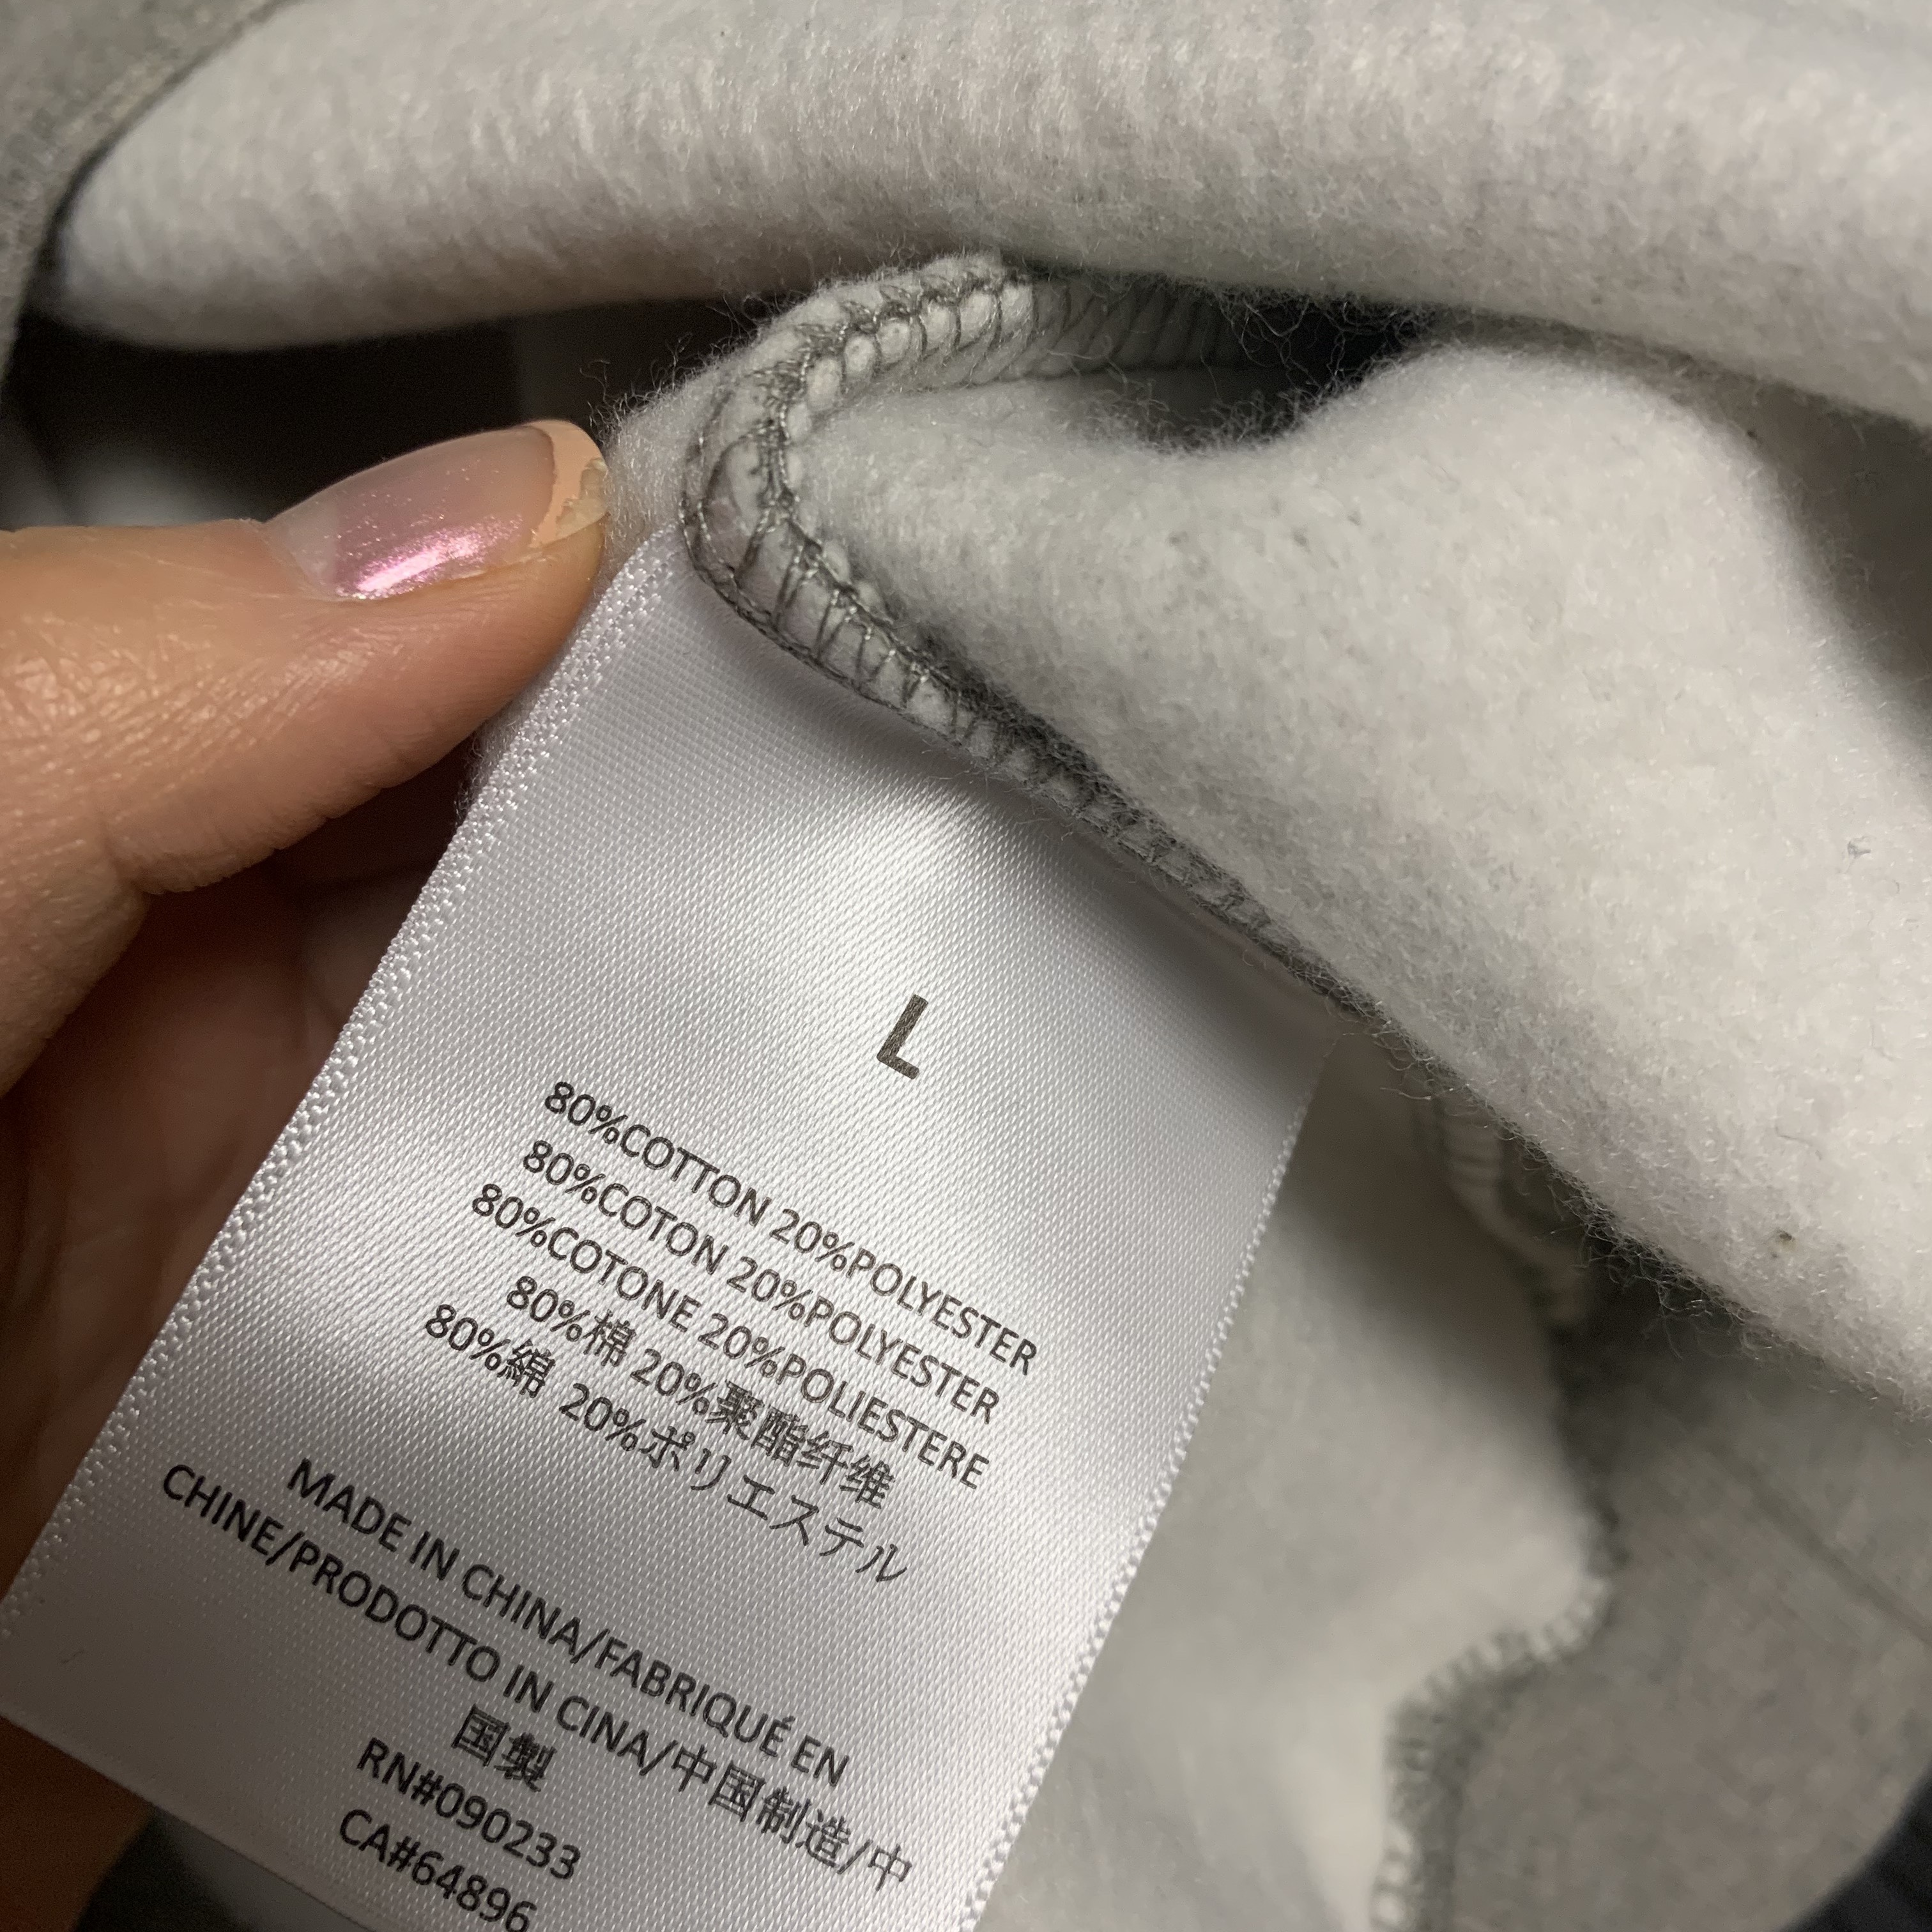 L
80%COTTON 20%POLYESTER
80%COTON 20%POLYESTER
80%COTONE 20%POLIESTERE
80%棉 20%聚酯纤维
80%綿 20%ポリエステル
MADE IN CHINA/FABRIQUÉ EN
CHINE/PRODOTTO IN CINA/中国制造/中
国製
RN#090233
CA#64896